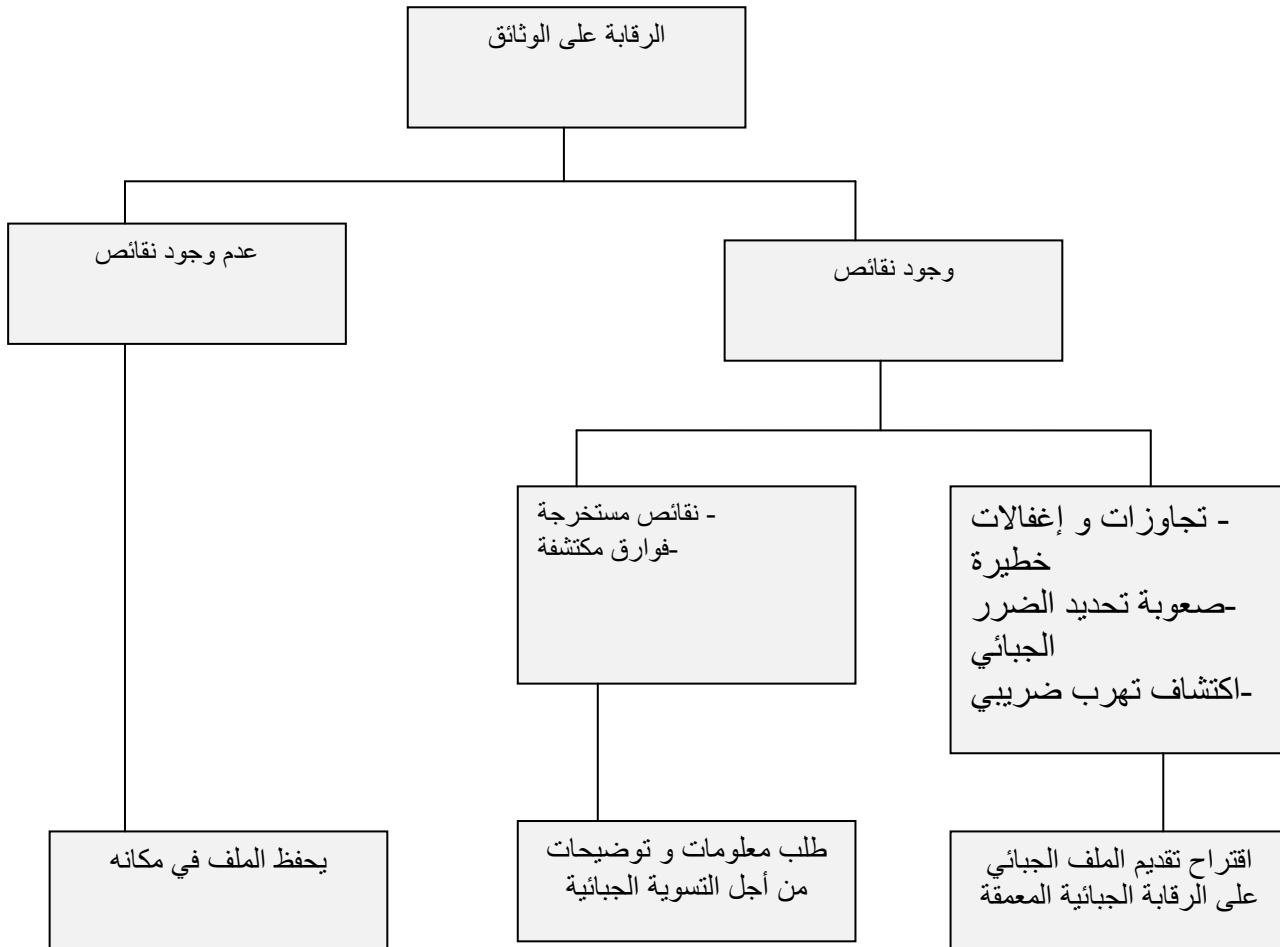 الرقابة على الوثائق
وجود نقائص
عدم وجود نقائص
- تجاوزات و إغفالات
خطيرة
-صعوبة تحديد الضرر
الجبائي
-اكتشاف تهرب ضريبي
- نقائص مستخرجة
-فوارق مكتشفة
اقتراح تقديم الملف الجبائي
على الرقابة الجبائية المعمقة
طلب معلومات و توضيحات
من أجل التسوية الجبائية
يحفظ الملف في مكانه